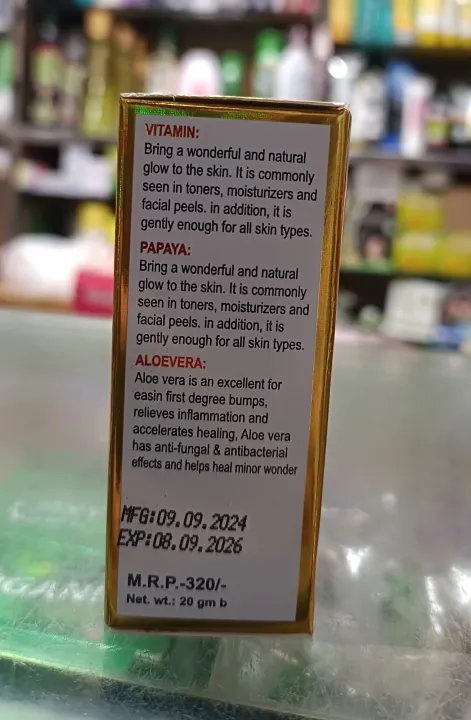 VITAMIN:
Bring a wonderful and natural
glow to the skin. It is commonly
seen in toners, moisturizers and
facial peels. in addition, it is
gently enough for all skin types.
PAPAYA:
Bring a wonderful and natural
glow to the skin. It is commonly
seen in toners, moisturizers and
facial peels. in addition, it is
gently enough for all skin types.
ALOEVERA:
Aloe vera is an excellent for
easin first degree bumps,
relieves inflammation and
accelerates healing, Aloe vera
has anti-fungal & antibacterial
effects and helps heal minor wonder
MFG:09.09.2024
EXP:08.09.2026
M.R.P.-320/-
Net. wt.: 20 gm b